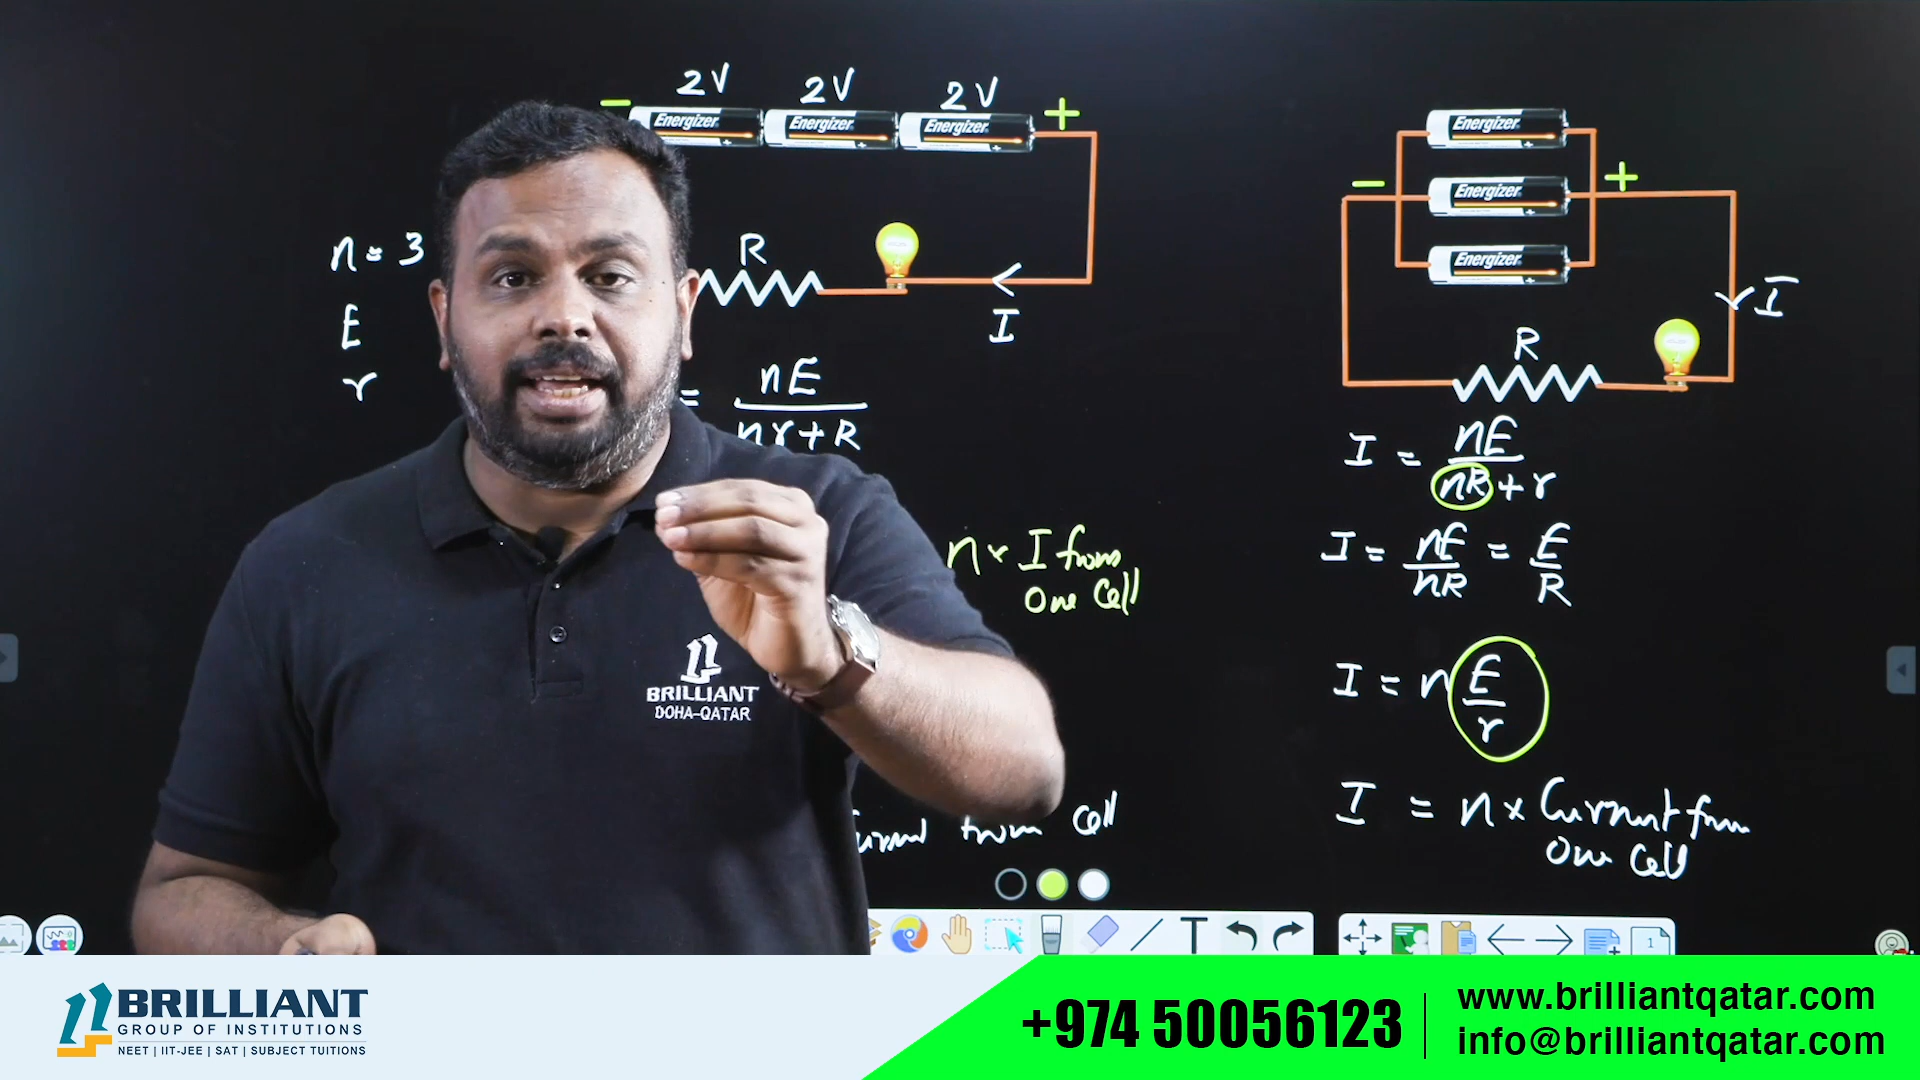 2V 2V 2V
- +
Energizer Energizer Energizer
n = 3
E
r
R
I
= nE
nr + R
n × I from
One Cell
from Cell
Energizer
- +
Energizer
Energizer
I
R
I = nE
nR + r
I = nE = E
nR R
I = n E
r
I = n × Current from
One Cell
BRILLIANT
DOHA-QATAR
T
1
BRILLIANT
GROUP OF INSTITUTIONS
NEET | IIT-JEE | SAT | SUBJECT TUITIONS
+974 50056123
www.brilliantqatar.com
info@brilliantqatar.com